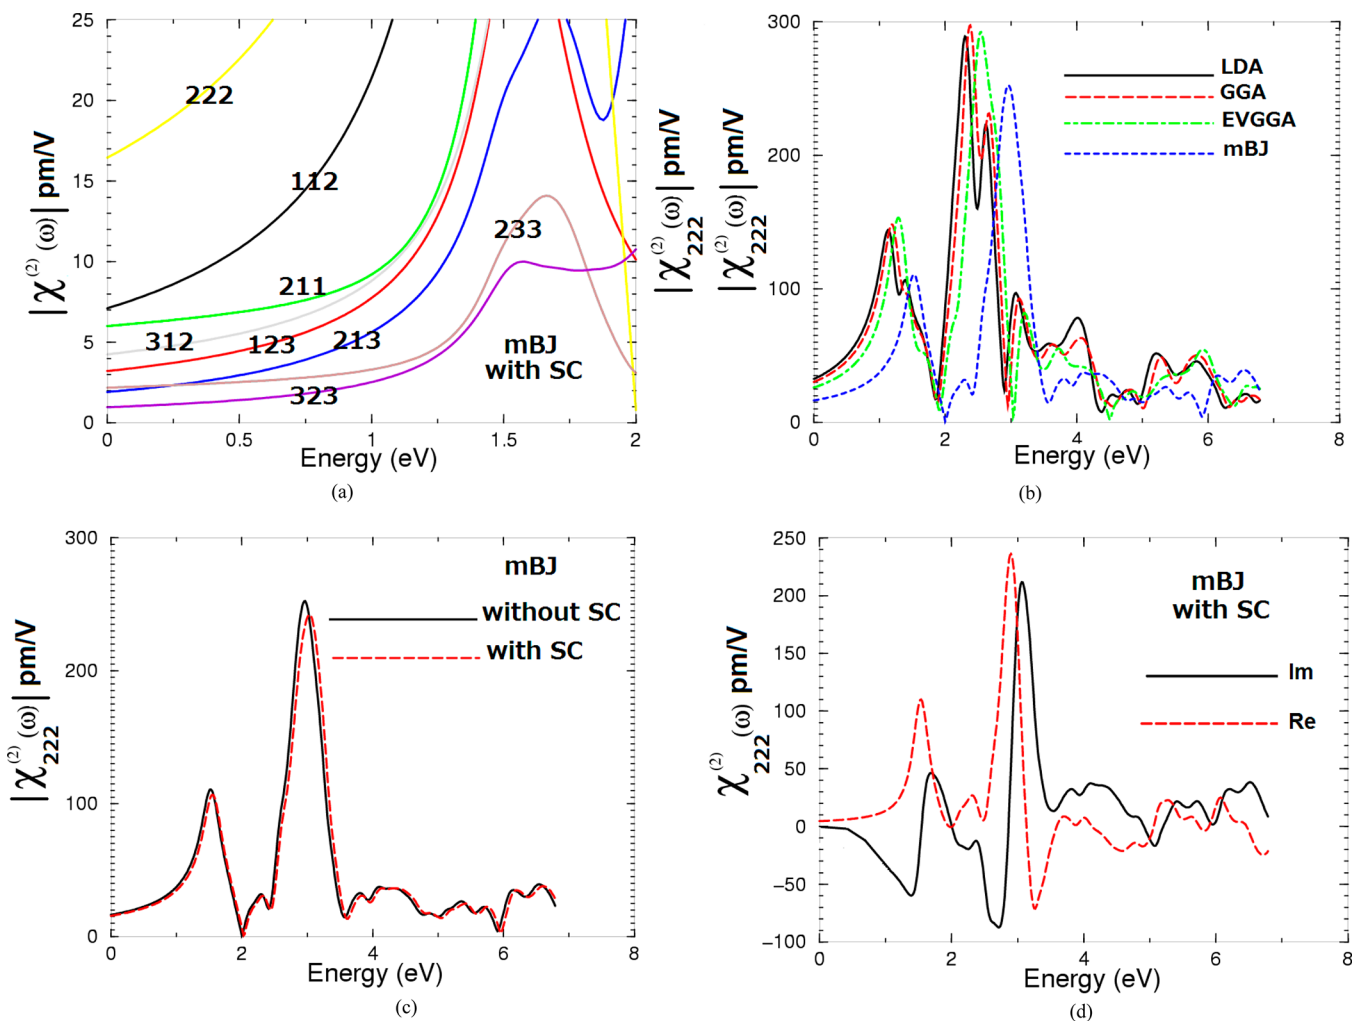 |χ⁽²⁾(ω)| pm/V
25
20
15
10
5
0
222
112
211
312
123
213
233
323
mBJ
with SC
0
0.5
1
1.5
2
Energy (eV)
(a)
|χ⁽²⁾₂₂₂(ω)| pm/V
|χ⁽²⁾₂₂₂(ω)| pm/V
300
200
100
0
LDA
GGA
EVGGA
mBJ
0
2
4
6
8
Energy (eV)
(b)
|χ⁽²⁾₂₂₂(ω)| pm/V
300
200
100
0
mBJ
without SC
with SC
0
2
4
6
8
Energy (eV)
(c)
χ⁽²⁾₂₂₂(ω) pm/V
250
200
150
100
50
0
−50
−100
mBJ
with SC
Im
Re
0
2
4
6
8
Energy (eV)
(d)